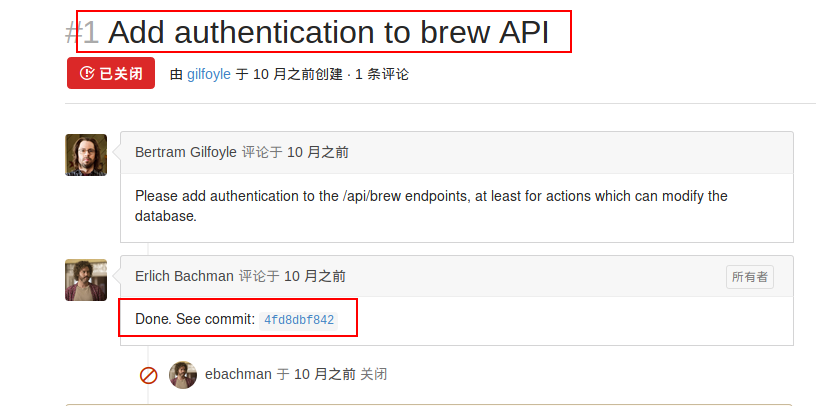 #1 Add authentication to brew API
已关闭 由 gilfoyle 于 10 月之前创建 · 1 条评论
Bertram Gilfoyle 评论于 10 月之前
Please add authentication to the /api/brew endpoints, at least for actions which can modify the
database.
Erlich Bachman 评论于 10 月之前 所有者
Done. See commit: 4fd8dbf842
ebachman 于 10 月之前 关闭